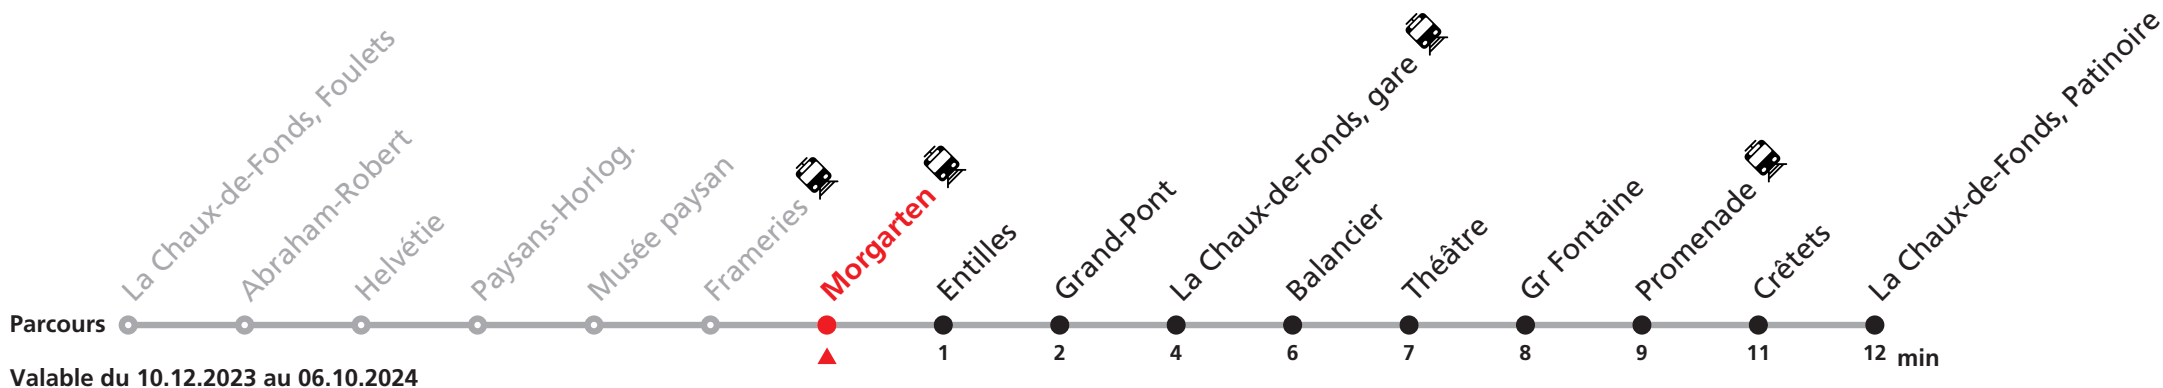 La Chaux-de-Fonds, Foulets
Abraham-Robert
Helvétie
Paysans-Horlog.
Musée paysan
Frameries
Morgarten
Entilles
Grand-Pont
La Chaux-de-Fonds, gare
Balancier
Théâtre
Gr Fontaine
Promenade
Crêtets
La Chaux-de-Fonds, Patinoire
Parcours
1 2 4 6 7 8 9 11 12 min
Valable du 10.12.2023 au 06.10.2024